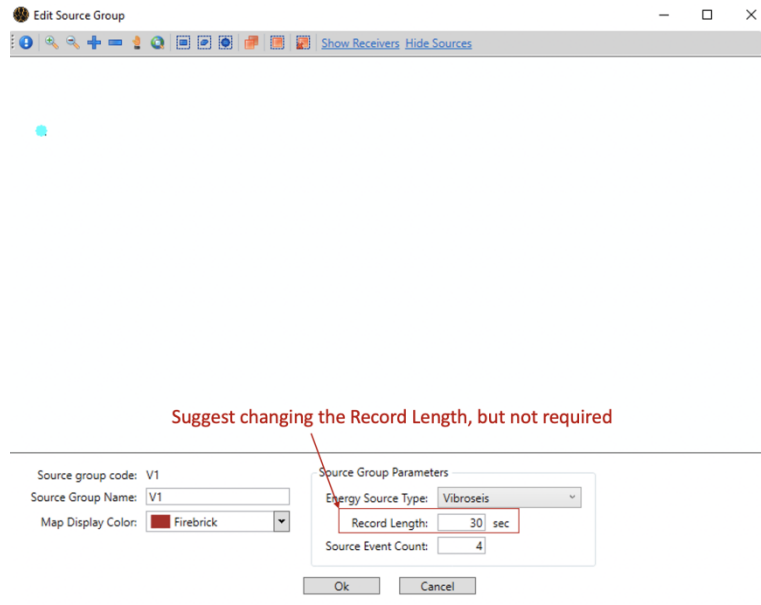 Edit Source Group
Show Receivers Hide Sources
Suggest changing the Record Length, but not required
Source group code: V1
Source Group Name: V1
Map Display Color: Firebrick
Source Group Parameters
Energy Source Type: Vibroseis
Record Length: 30 sec
Source Event Count: 4
Ok Cancel